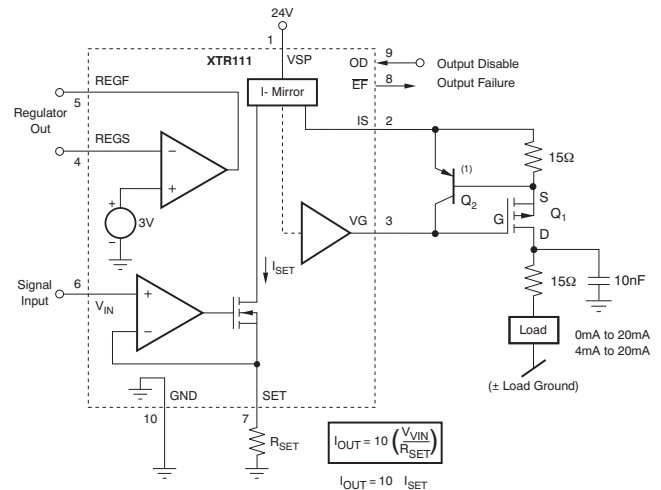 24V
1
VSP
XTR111
OD
9
Output Disable
EF
8
Output Failure
I- Mirror
REGF
5
Regulator
Out
REGS
4
IS
2
15Ω
(1)
Q2
S
Q1
G
D
3V
VG
3
ISET
15Ω
10nF
Signal
Input
6
VIN
Load
0mA to 20mA
4mA to 20mA
(± Load Ground)
GND
10
SET
7
RSET
IOUT = 10 (VVIN / RSET)
IOUT = 10 ISET
+
−
+
−
+
−